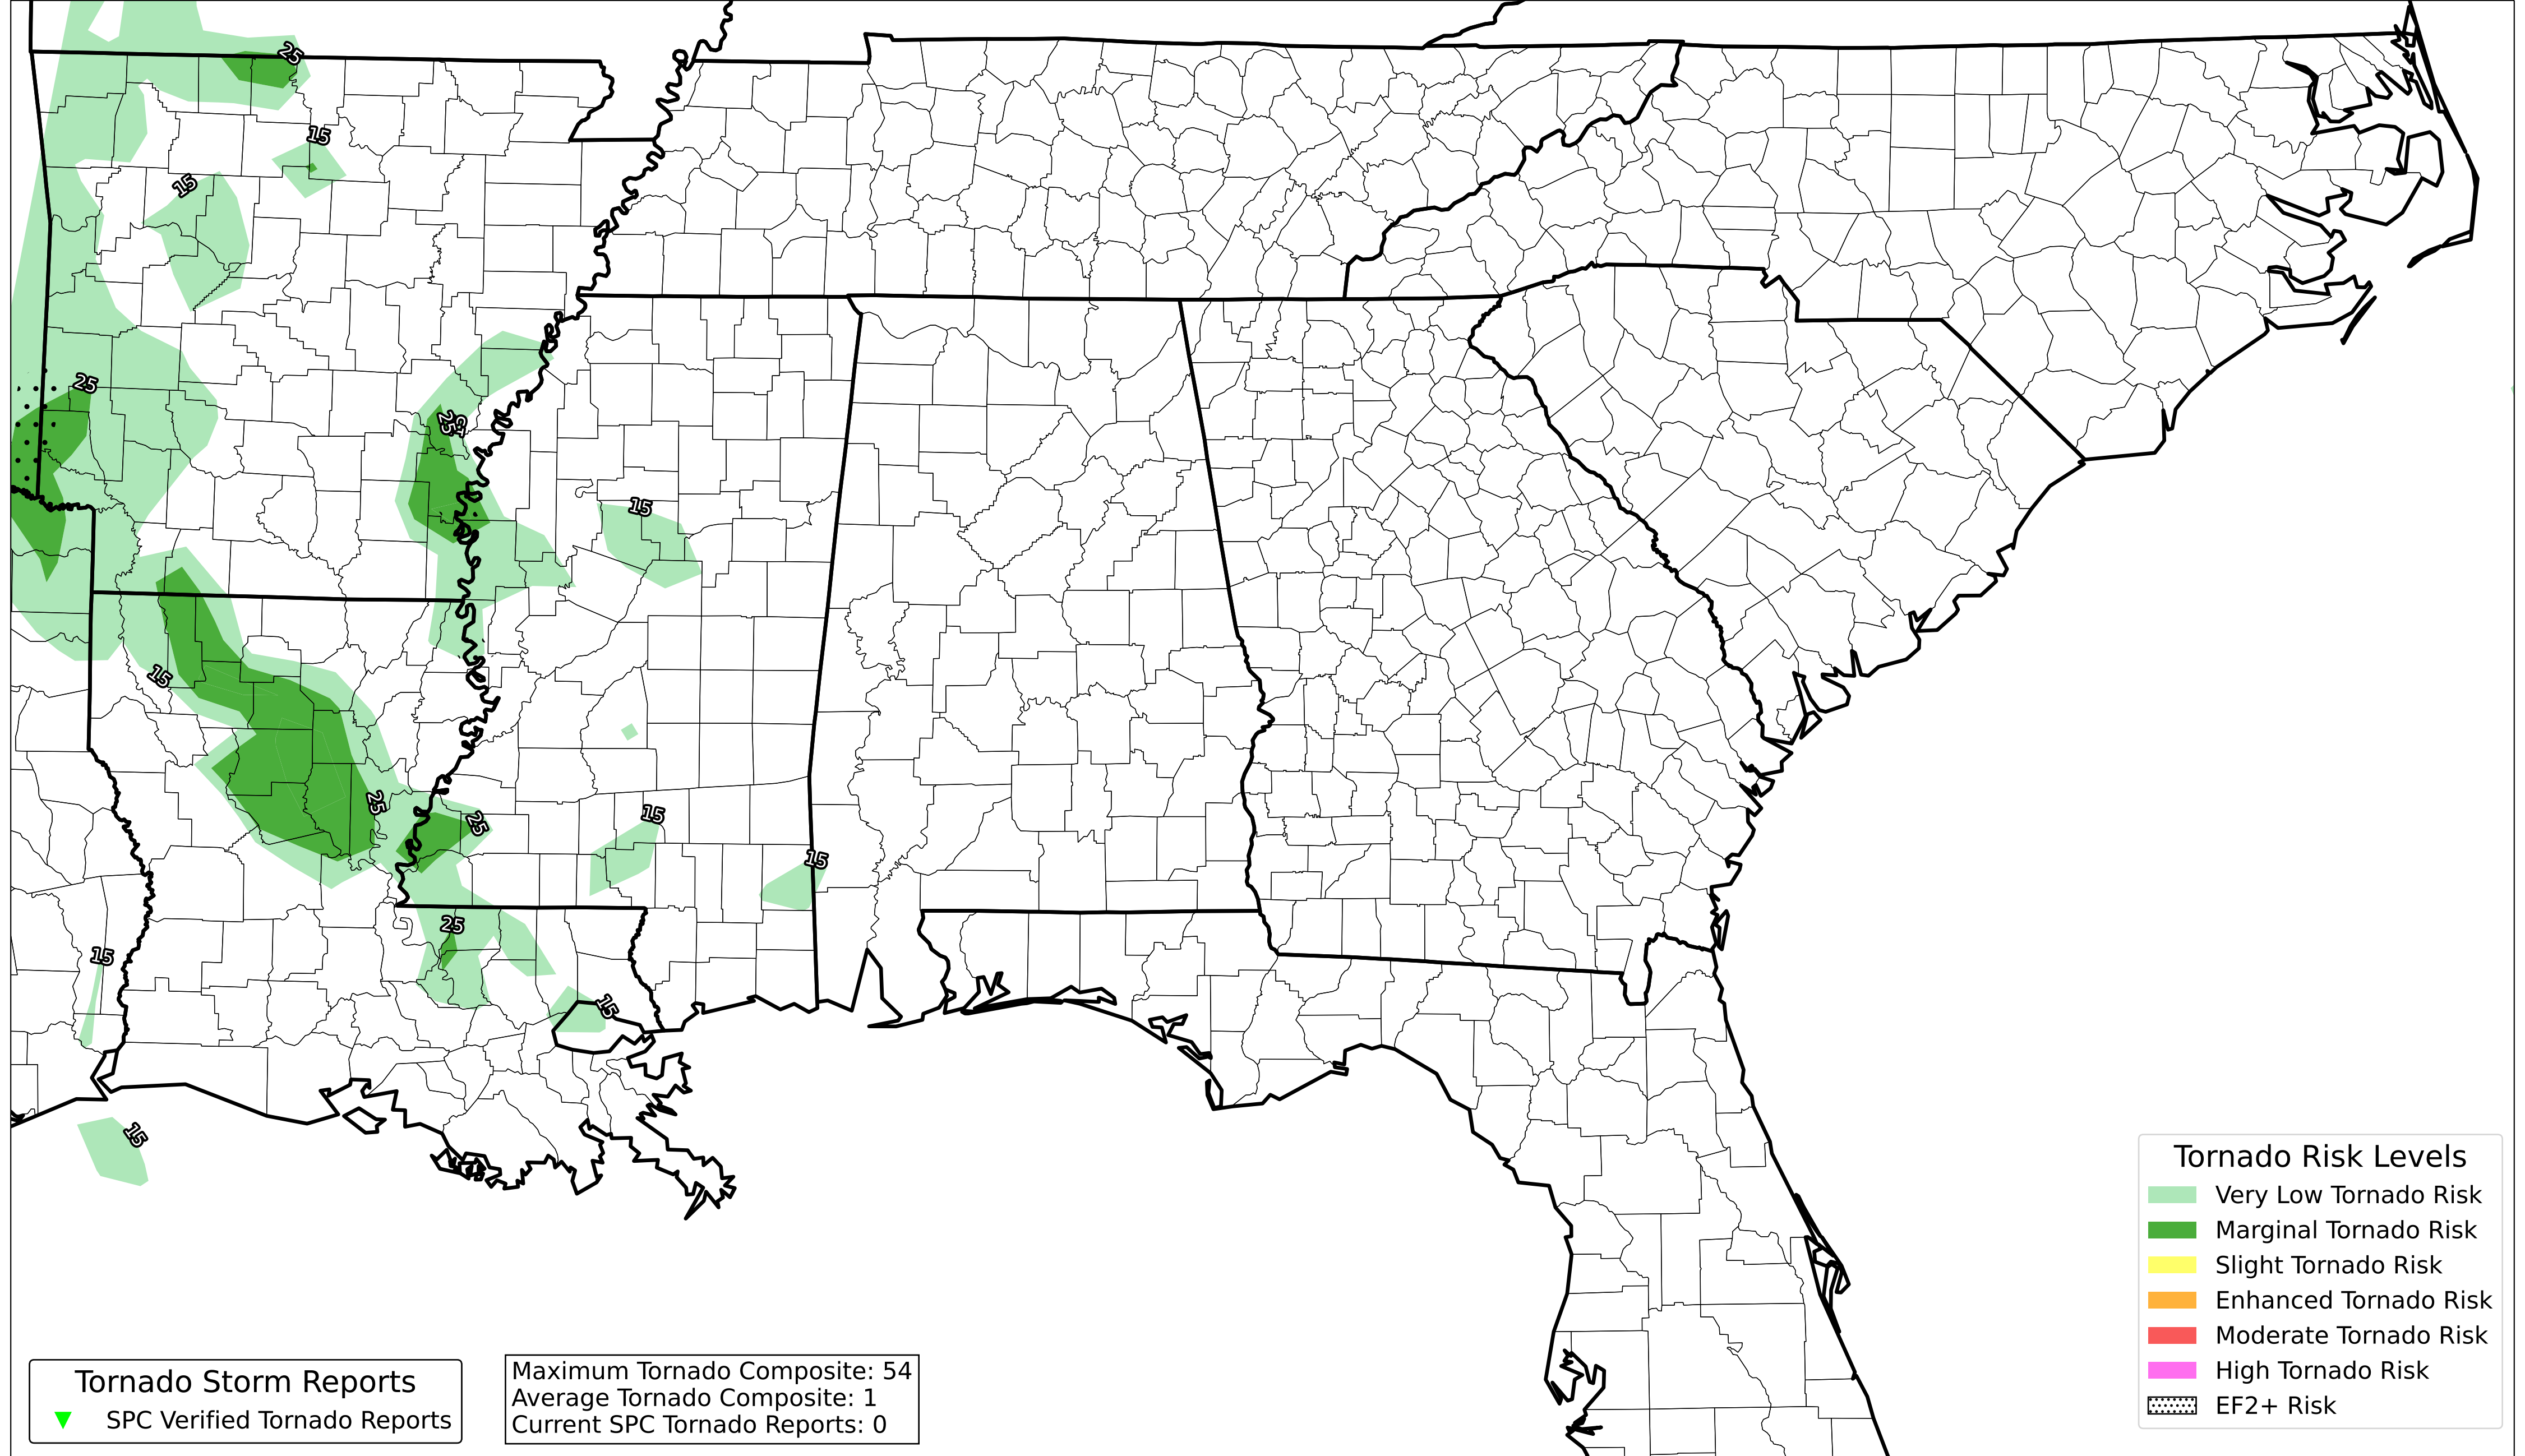 25
15
15
25
25
15
15
15
25
25
15
15
25
15
15
15
Tornado Risk Levels
Very Low Tornado Risk
Marginal Tornado Risk
Slight Tornado Risk
Enhanced Tornado Risk
Moderate Tornado Risk
High Tornado Risk
EF2+ Risk
Tornado Storm Reports
SPC Verified Tornado Reports
Maximum Tornado Composite: 54
Average Tornado Composite: 1
Current SPC Tornado Reports: 0